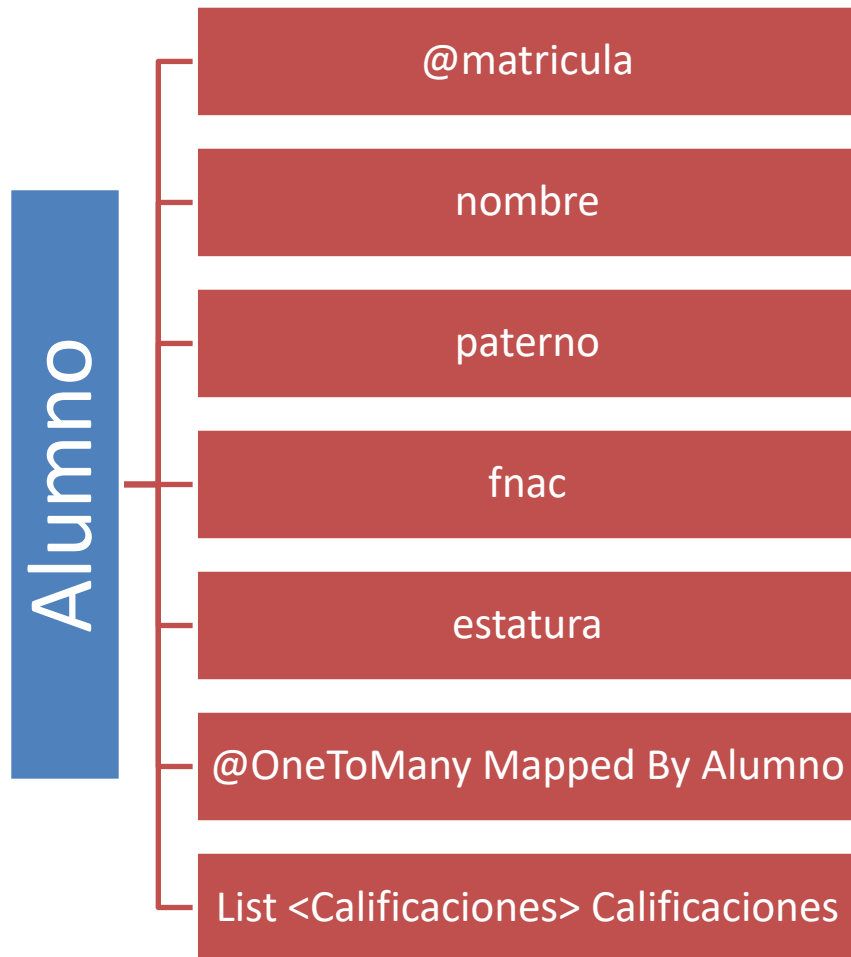 Alumno
@matricula
nombre
paterno
fnac
estatura
@OneToMany Mapped By Alumno
List <Calificaciones> Calificaciones